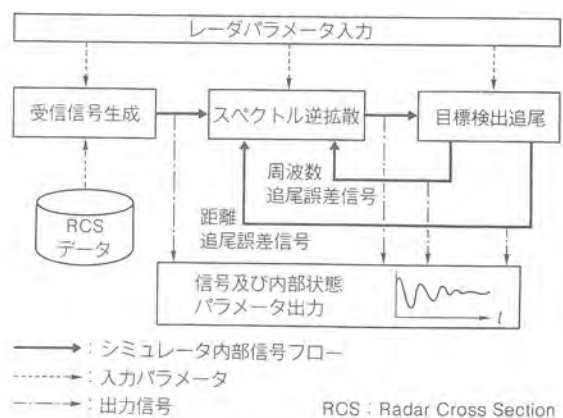 レーダパラメータ入力
受信信号生成
スペクトル逆拡散
目標検出追尾
周波数
追尾誤差信号
RCS
データ
距離
追尾誤差信号
信号及び内部状態
パラメータ出力
t
：シミュレータ内部信号フロー
：入力パラメータ
：出力信号
RCS：Radar Cross Section